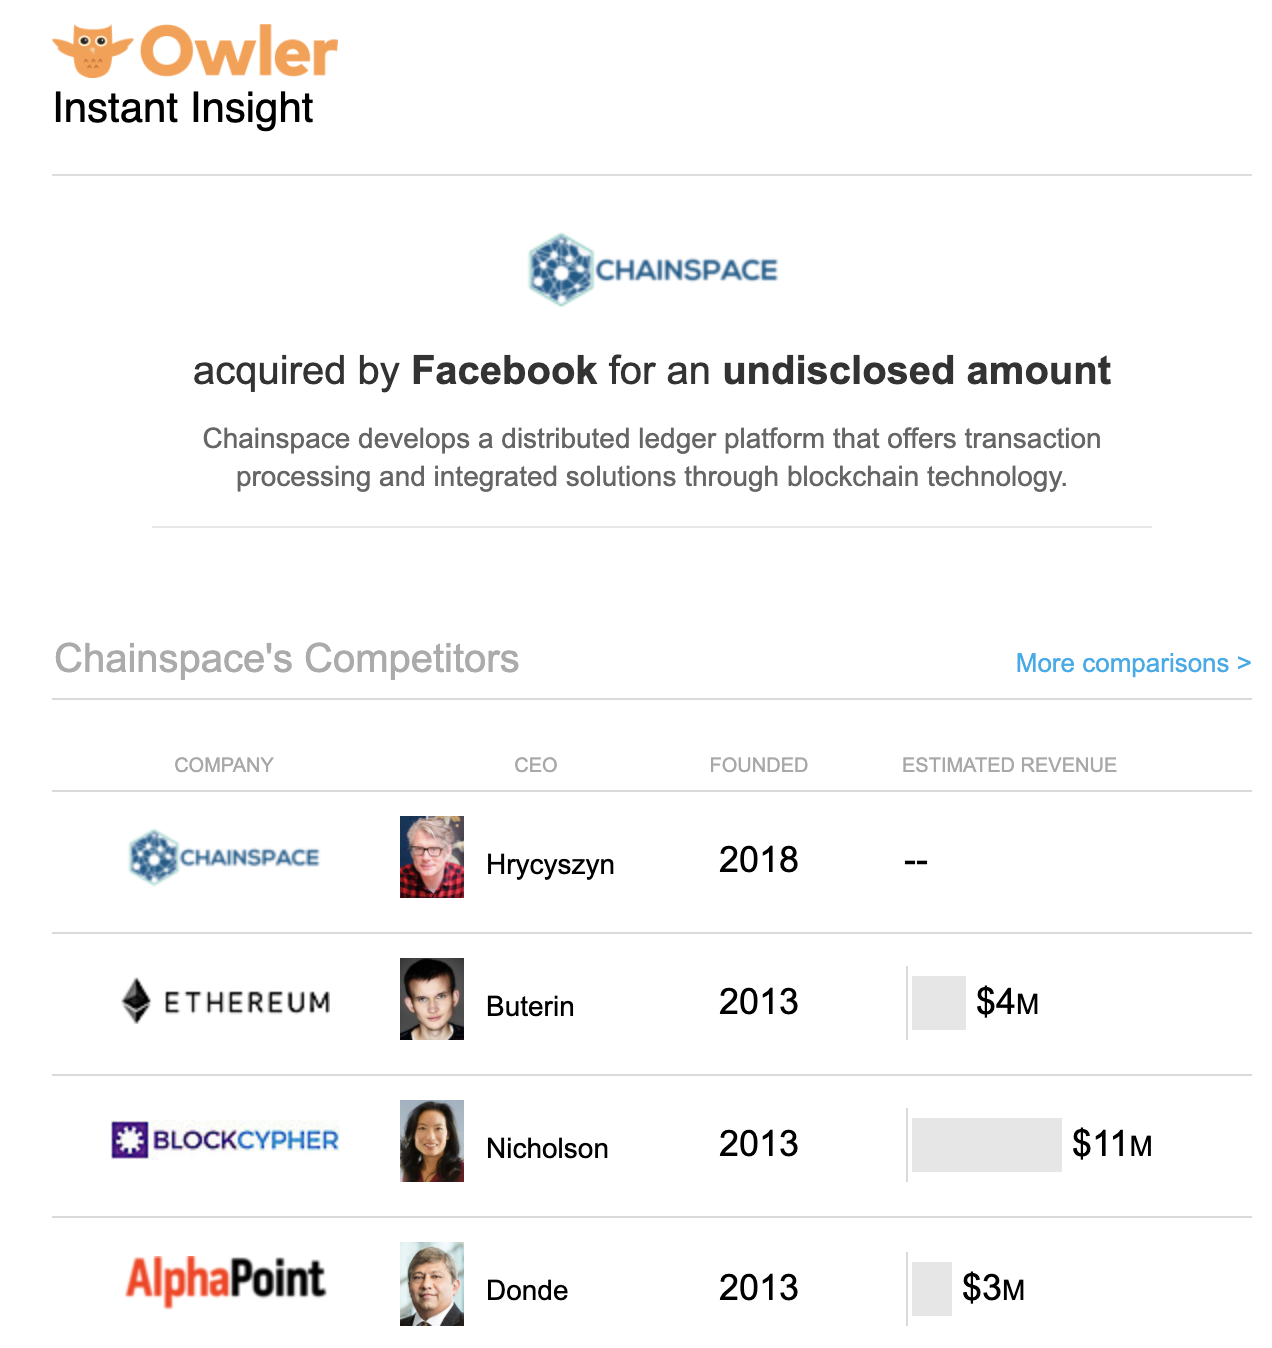 Owler
Instant Insight
CHAINSPACE
acquired by Facebook for an undisclosed amount
Chainspace develops a distributed ledger platform that offers transaction
processing and integrated solutions through blockchain technology.
Chainspace's Competitors
More comparisons >
COMPANY CEO FOUNDED ESTIMATED REVENUE
CHAINSPACE Hrycyszyn 2018 --
ETHEREUM Buterin 2013 $4M
BLOCKCYPHER Nicholson 2013 $11M
AlphaPoint Donde 2013 $3M